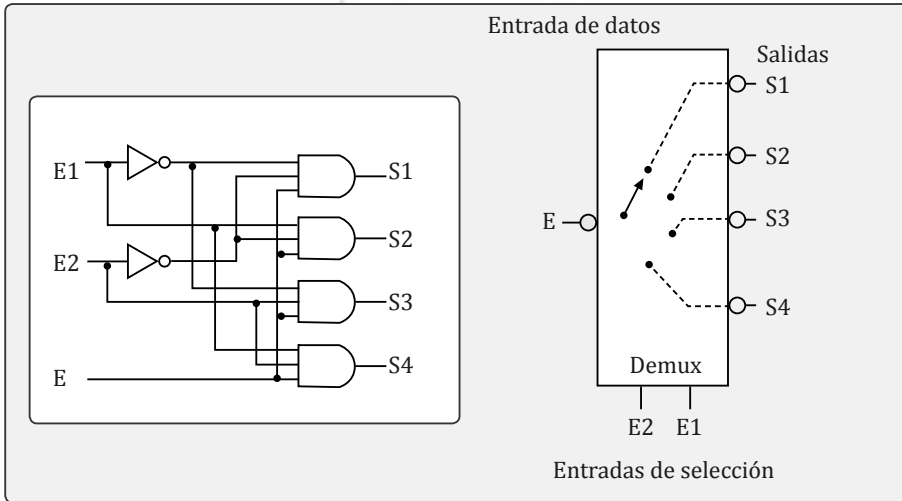 Entrada de datos
Salidas
E1
E2
E
S1
S2
S3
S4
E
S1
S2
S3
S4
Demux
E2 E1
Entradas de selección